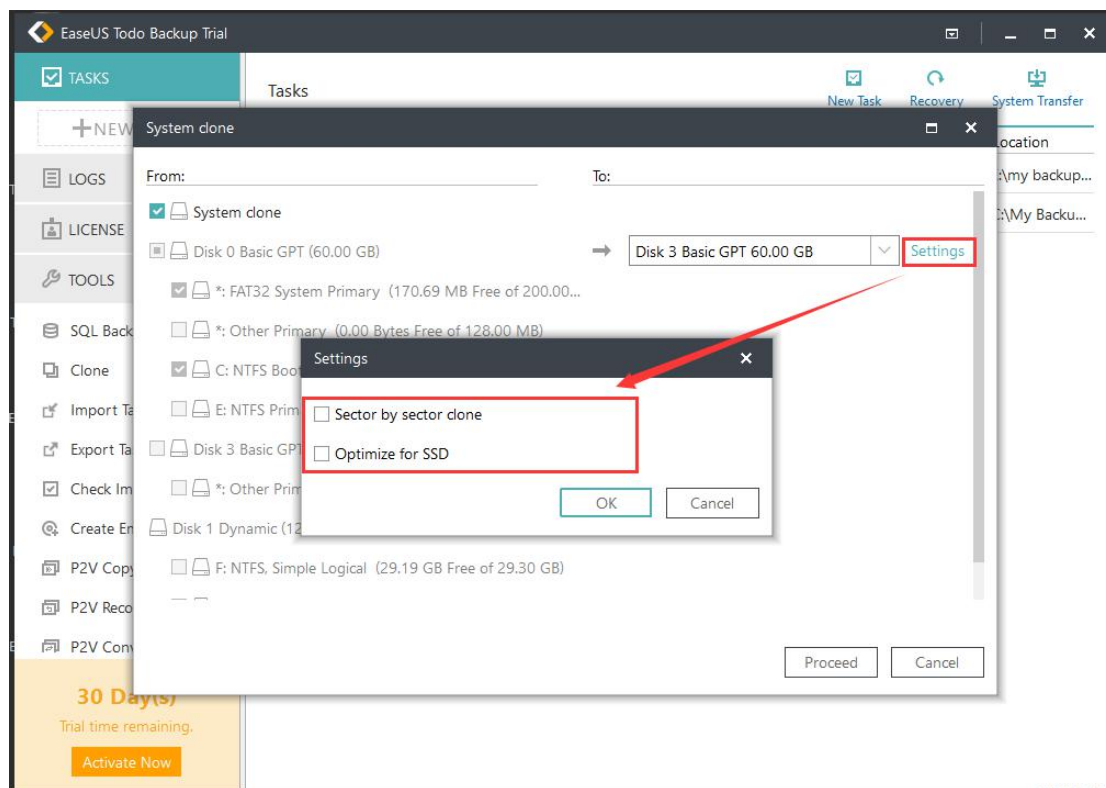 EaseUS Todo Backup Trial
TASKS
Tasks
New Task
Recovery
System Transfer
NEW
System clone
LOGS
From:
To:
:\my backup...
System clone
:\My Backu...
LICENSE
Disk 0 Basic GPT (60.00 GB)
Disk 3 Basic GPT 60.00 GB
Settings
TOOLS
*: FAT32 System Primary (170.69 MB Free of 200.00...
SQL Back
*: Other Primary (0.00 Bytes Free of 128.00 MB)
Settings
Clone
C: NTFS Boo
Import Ta
E: NTFS Prim
Sector by sector clone
Export Ta
Disk 3 Basic GPT
Optimize for SSD
Check Im
*: Other Prim
OK
Cancel
Create En
Disk 1 Dynamic (12
P2V Copy
F: NTFS, Simple Logical (29.19 GB Free of 29.30 GB)
P2V Reco
P2V Conv
Proceed
Cancel
30 Day(s)
Trial time remaining.
Activate Now